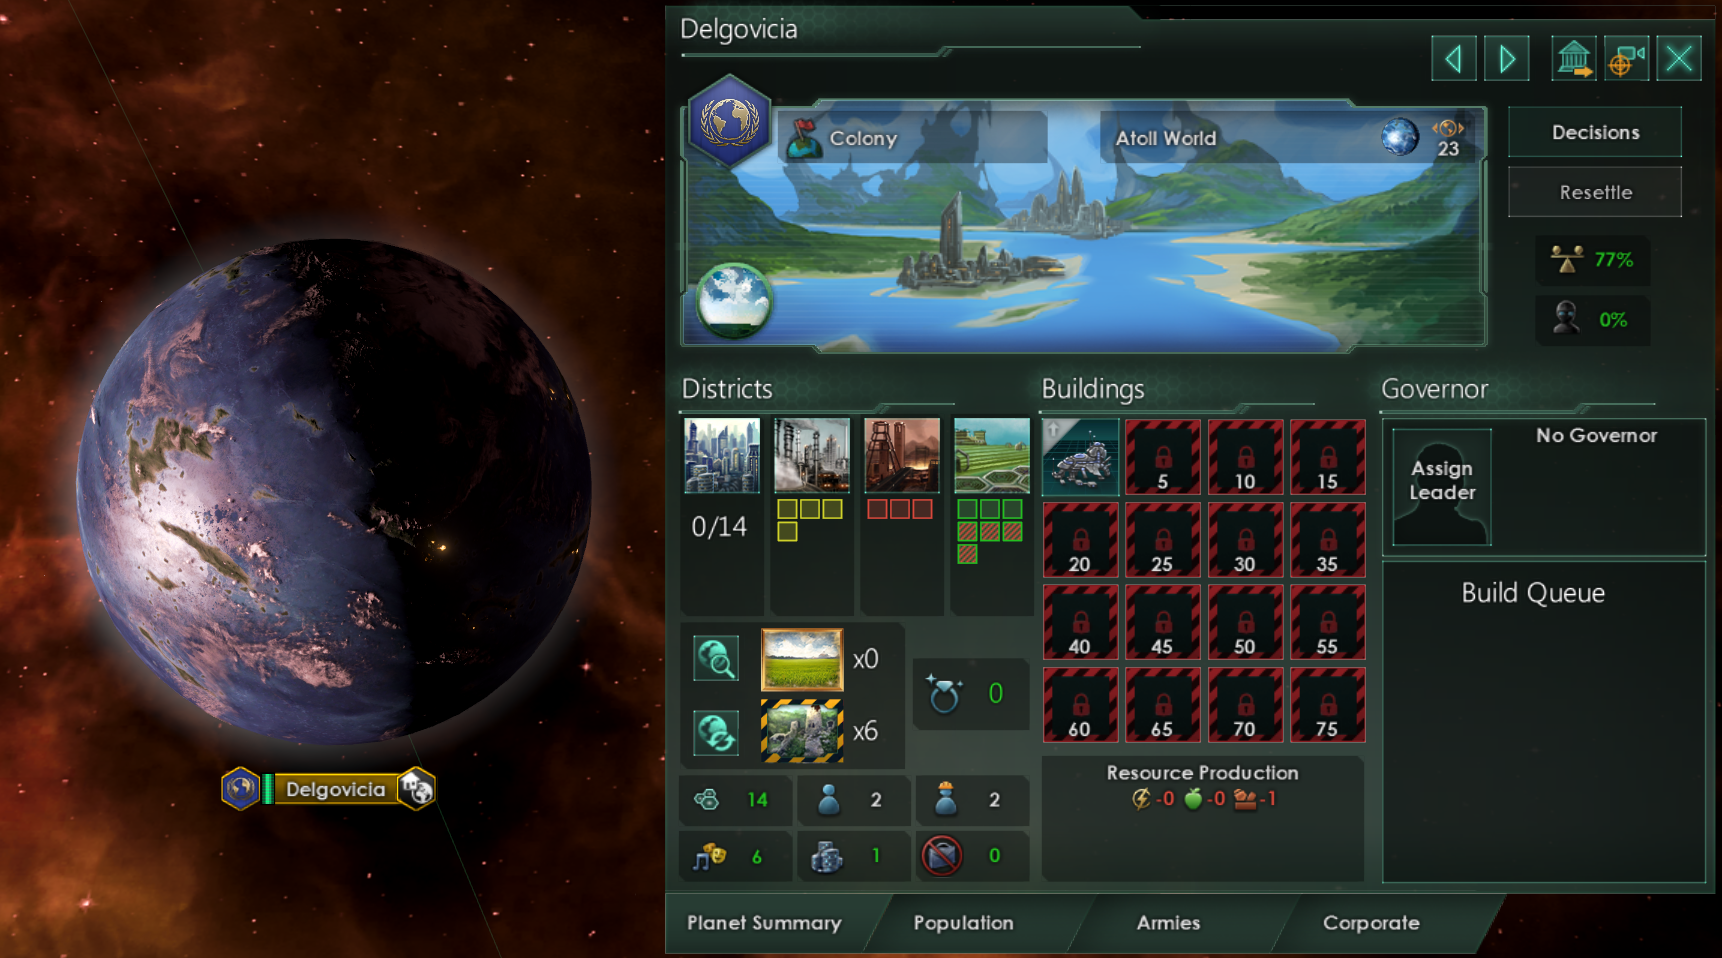 Delgovicia
Colony
Atoll World
23
Decisions
Resettle
77%
0%
Districts
Buildings
Governor
0/14
5
10
15
20
25
30
35
40
45
50
55
60
65
70
75
Assign
Leader
No Governor
Build Queue
x0
x6
0
14
2
2
6
1
0
Resource Production
-0 -0 -1
Delgovicia
Planet Summary
Population
Armies
Corporate